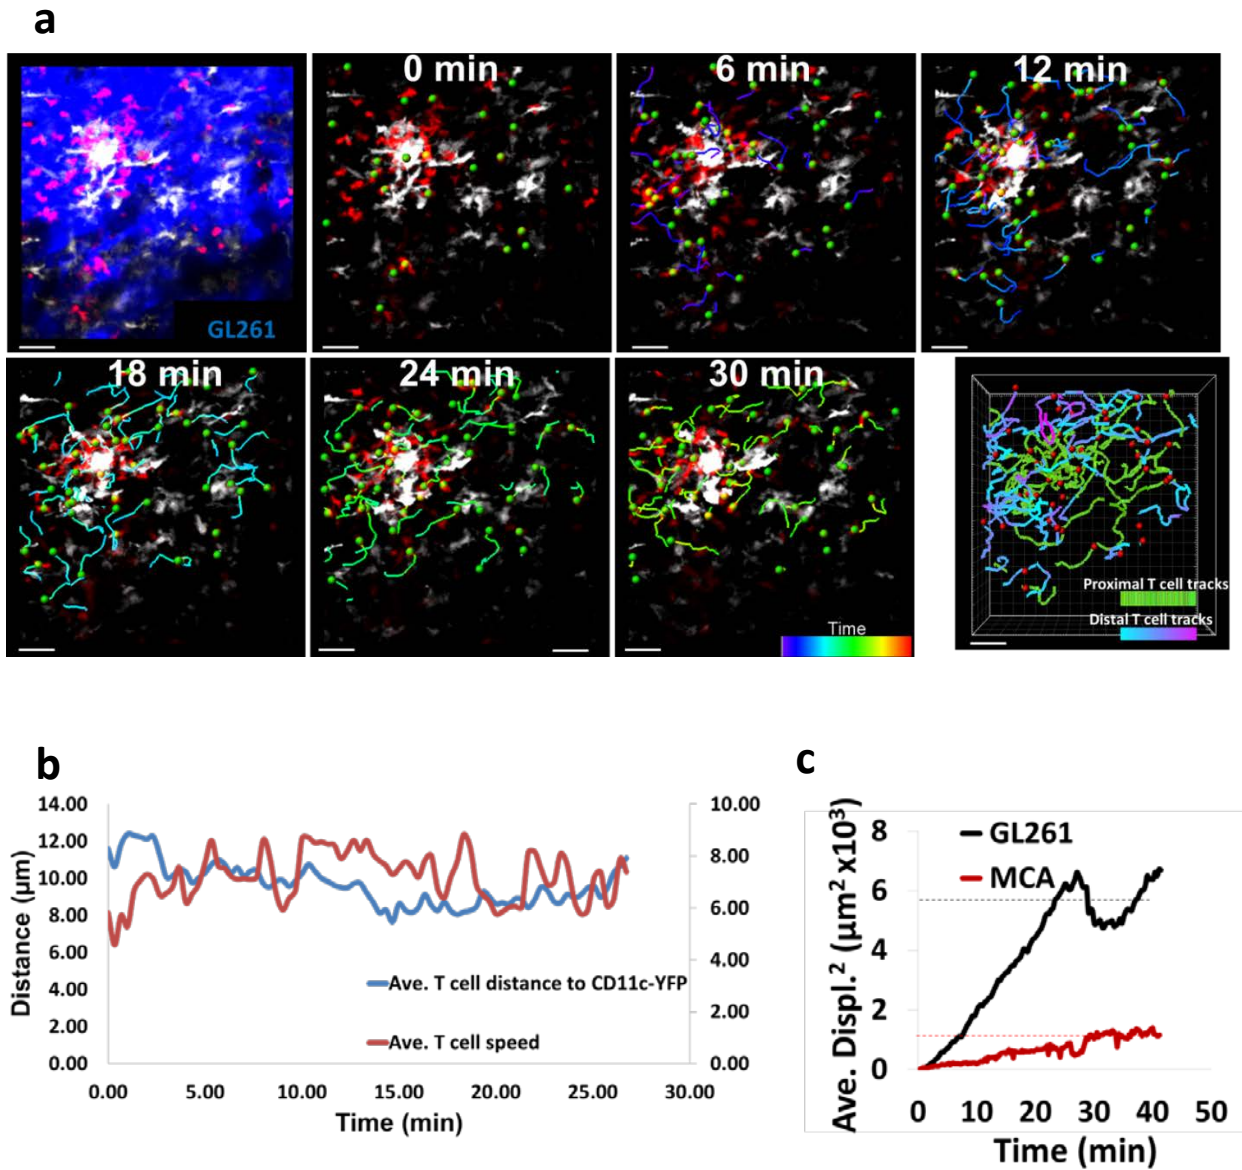 a
0 min
6 min
12 min
GL261
18 min
24 min
30 min
Time
Proximal T cell tracks
Distal T cell tracks
b
c
14.00
12.00
10.00
8.00
6.00
4.00
2.00
0.00
Distance (μm)
10.00
8.00
6.00
4.00
2.00
0.00
Ave. T cell distance to CD11c-YFP
Ave. T cell speed
0.00 5.00 10.00 15.00 20.00 25.00 30.00
Time (min)
Ave. Displ.² (μm² x10³)
8
6
4
2
0
GL261
MCA
0 10 20 30 40 50
Time (min)